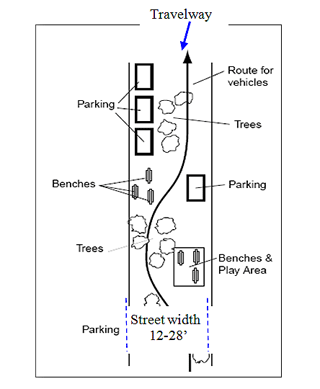 Travelway
Route for
vehicles
Parking
Trees
Benches
Parking
Trees
Benches &
Play Area
Parking
Street width
12-28’